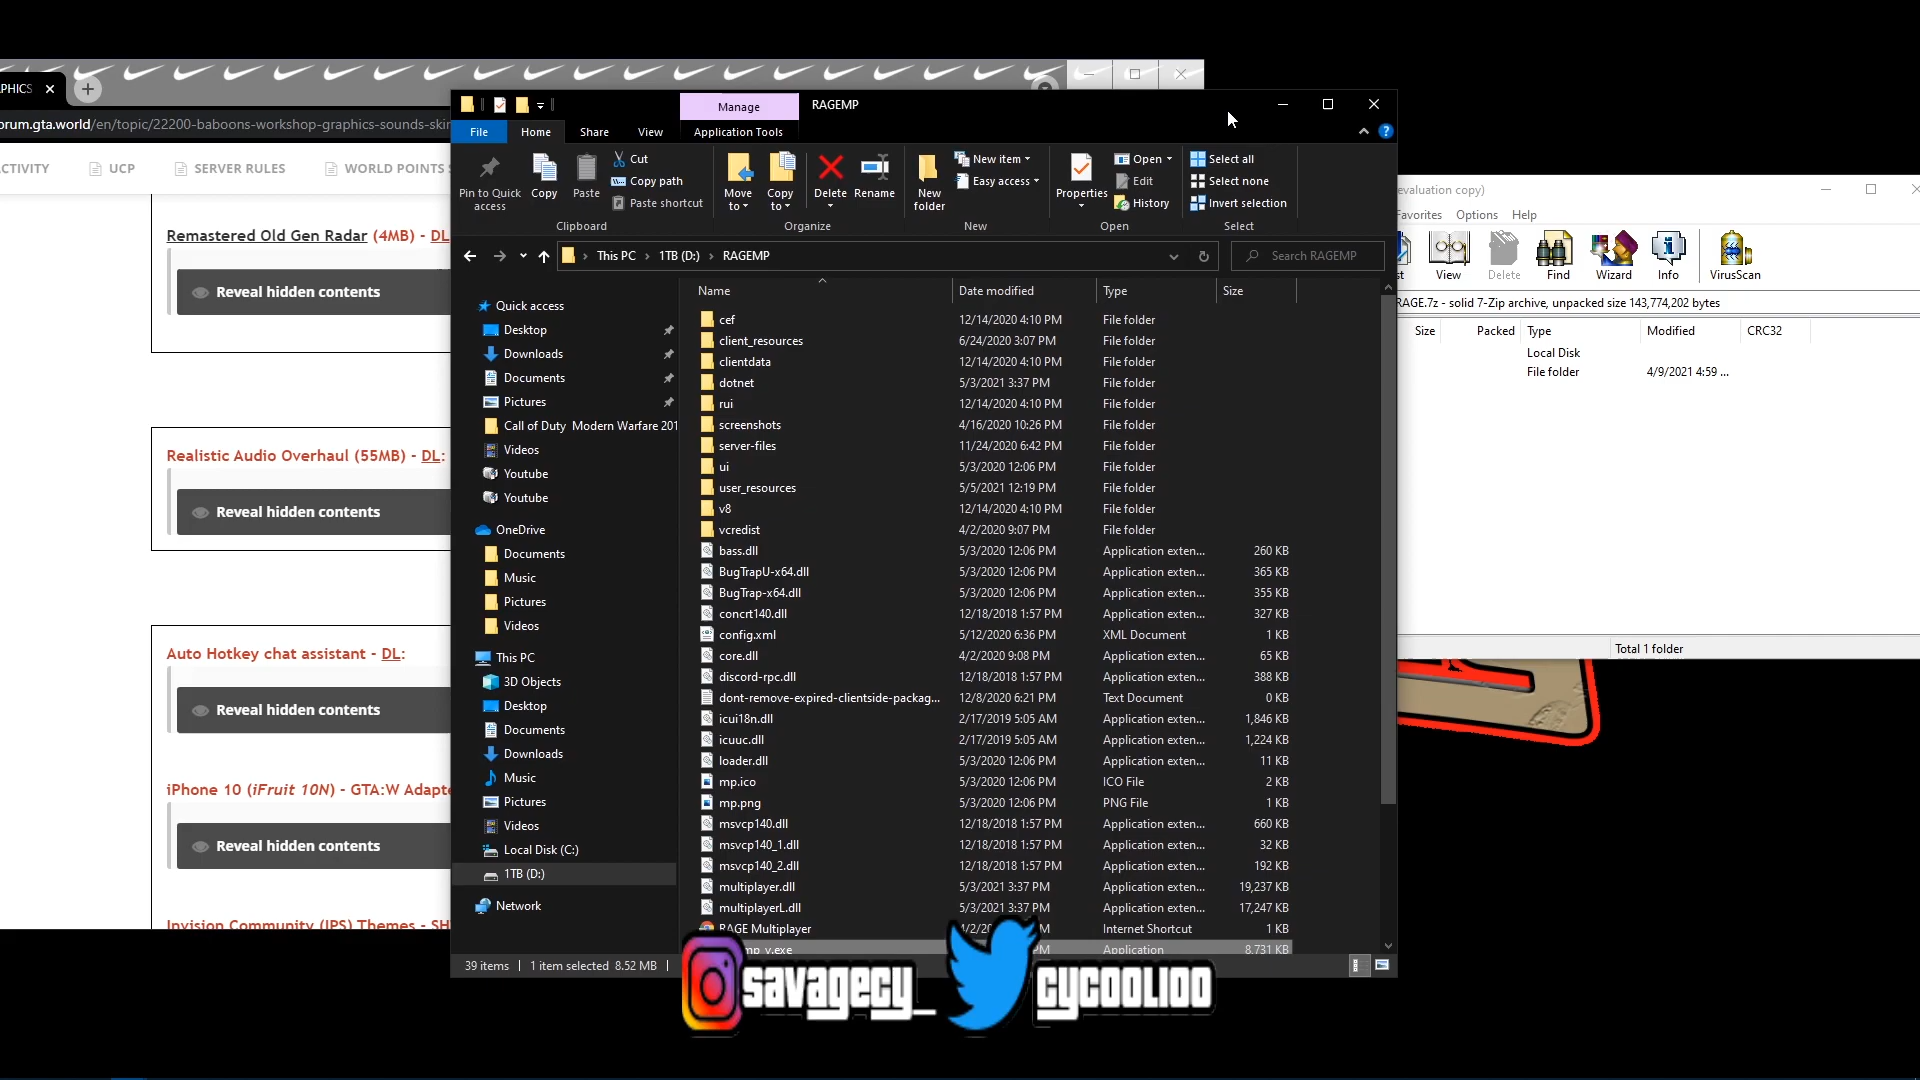 APHICS
orum.gta.world/en/topic/22200-baboons-workshop-graphics-sounds-skin
CTIVITY UCP SERVER RULES WORLD POINTS S
Remastered Old Gen Radar (4MB) - DL
Reveal hidden contents
Realistic Audio Overhaul (55MB) - DL:
Reveal hidden contents
Auto Hotkey chat assistant - DL:
Reveal hidden contents
iPhone 10 (iFruit 10N) - GTA:W Adapte
Reveal hidden contents
Invision Community (IPS) Themes - SH
Manage RAGEMP
File Home Share View Application Tools
Pin to Quick access
Copy
Paste
Cut
Copy path
Paste shortcut
Clipboard
Move to
Copy to
Delete
Rename
Organize
New folder
New item
Easy access
New
Properties
Open
Edit
History
Open
Select all
Select none
Invert selection
Select
This PC > 1TB (D:) > RAGEMP
Search RAGEMP
Quick access
Desktop
Downloads
Documents
Pictures
Call of Duty Modern Warfare 201
Videos
Youtube
Youtube
OneDrive
Documents
Music
Pictures
Videos
This PC
3D Objects
Desktop
Documents
Downloads
Music
Pictures
Videos
Local Disk (C:)
1TB (D:)
Network
Name Date modified Type Size
cef 12/14/2020 4:10 PM File folder
client_resources 6/24/2020 3:07 PM File folder
clientdata 12/14/2020 4:10 PM File folder
dotnet 5/3/2021 3:37 PM File folder
rui 12/14/2020 4:10 PM File folder
screenshots 4/16/2020 10:26 PM File folder
server-files 11/24/2020 6:42 PM File folder
ui 5/3/2020 12:06 PM File folder
user_resources 5/5/2021 12:19 PM File folder
v8 12/14/2020 4:10 PM File folder
vcredist 4/2/2020 9:07 PM File folder
bass.dll 5/3/2020 12:06 PM Application exten... 260 KB
BugTrapU-x64.dll 5/3/2020 12:06 PM Application exten... 365 KB
BugTrap-x64.dll 5/3/2020 12:06 PM Application exten... 355 KB
concrt140.dll 12/18/2018 1:57 PM Application exten... 327 KB
config.xml 5/12/2020 6:36 PM XML Document 1 KB
core.dll 4/2/2020 9:08 PM Application exten... 65 KB
discord-rpc.dll 12/18/2018 1:57 PM Application exten... 388 KB
dont-remove-expired-clientside-packag... 12/8/2020 6:21 PM Text Document 0 KB
icui18n.dll 2/17/2019 5:05 AM Application exten... 1,846 KB
icuuc.dll 2/17/2019 5:05 AM Application exten... 1,224 KB
loader.dll 5/3/2020 12:06 PM Application exten... 11 KB
mp.ico 5/3/2020 12:06 PM ICO File 2 KB
mp.png 5/3/2020 12:06 PM PNG File 1 KB
msvcp140.dll 12/18/2018 1:57 PM Application exten... 660 KB
msvcp140_1.dll 12/18/2018 1:57 PM Application exten... 32 KB
msvcp140_2.dll 12/18/2018 1:57 PM Application exten... 192 KB
multiplayer.dll 5/3/2021 3:37 PM Application exten... 19,237 KB
multiplayerL.dll 5/3/2021 3:37 PM Application exten... 17,247 KB
RAGE Multiplayer 4/2/20 M Internet Shortcut 1 KB
mp_v.exe PM Application 8,731 KB
39 items 1 item selected 8.52 MB
evaluation copy)
Favorites Options Help
st View Delete Find Wizard Info VirusScan
RAGE.7z - solid 7-Zip archive, unpacked size 143,774,202 bytes
Size Packed Type Modified CRC32
Local Disk
File folder 4/9/2021 4:59 ...
Total 1 folder
savagecy_ cycool100